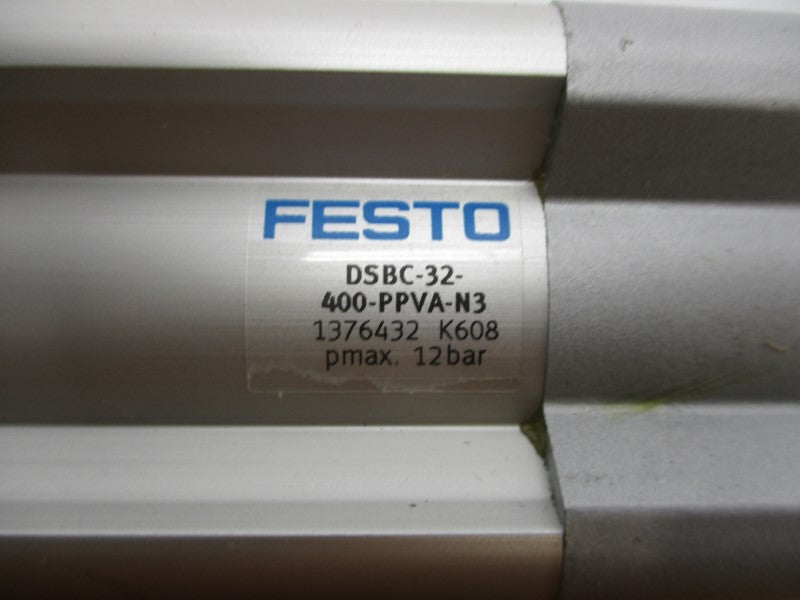 FESTO
DSBC-32-
400-PPVA-N3
1376432 K608
pmax. 12bar